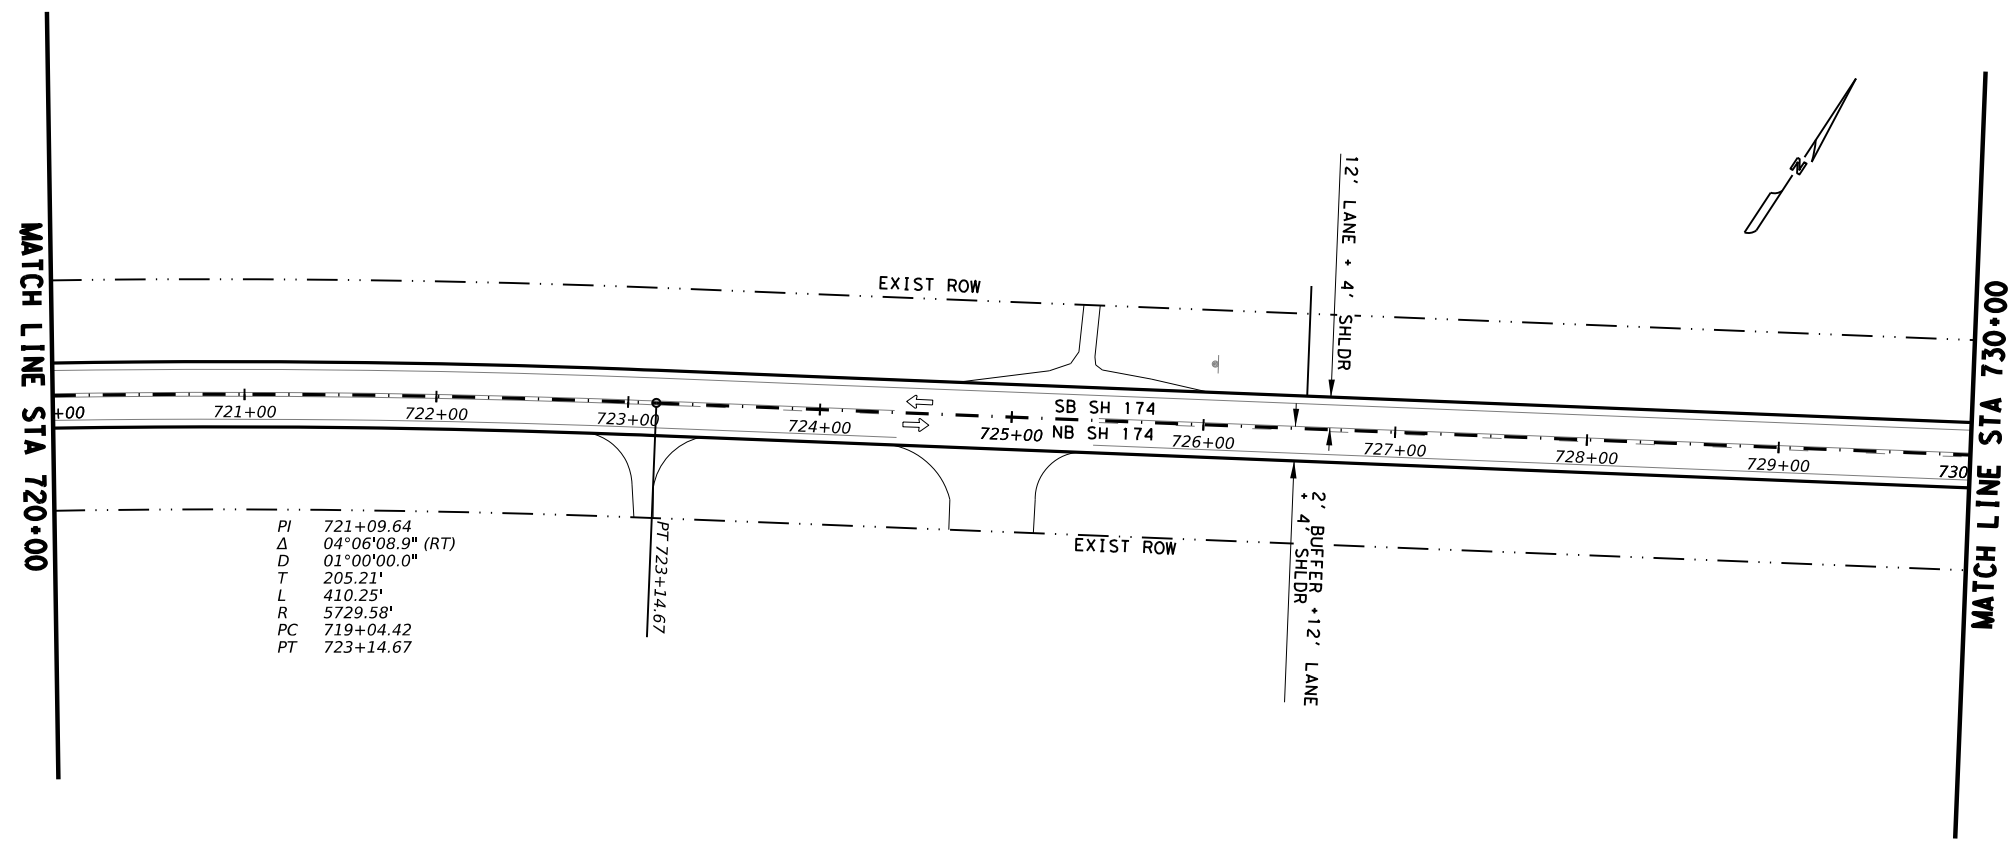 MATCH LINE STA 720+00
+00
721+00
722+00
723+00
724+00
725+00
726+00
727+00
728+00
729+00
730
EXIST ROW
SB SH 174
NB SH 174
EXIST ROW
12' LANE + 4' SHLDR
2' BUFFER +12' LANE
+ 4' SHLDR
N
PT 723+14.67
PI 721+09.64
Δ 04°06'08.9" (RT)
D 01°00'00.0"
T 205.21'
L 410.25'
R 5729.58'
PC 719+04.42
PT 723+14.67
MATCH LINE STA 730+00